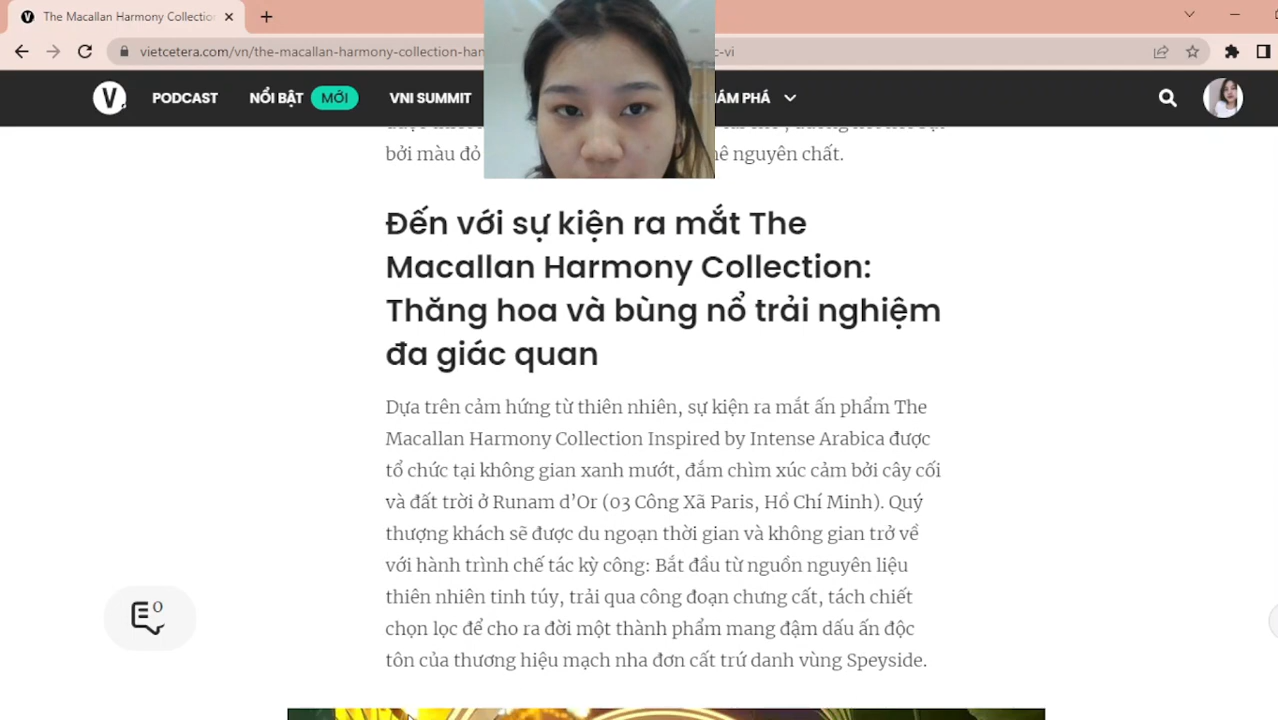 The Macallan Harmony Collectio
vietcetera.com/vn/the-macallan-harmony-collection-han
c-vi
V.
PODCAST
NỔI BẬT
MỚI
VNI SUMMIT
PHÁ
bởi màu đỏ
nguyên chất.
Đến với sự kiện ra mắt The
Macallan Harmony Collection:
Thăng hoa và bùng nổ trải nghiệm
đa giác quan
Dựa trên cảm hứng từ thiên nhiên, sự kiện ra mắt ấn phẩm The
Macallan Harmony Collection Inspired by Intense Arabica được
tổ chức tại không gian xanh mướt, đắm chìm xúc cảm bởi cây cối
và đất trời ở Runam d’Or (03 Công Xã Paris, Hồ Chí Minh). Quý
thượng khách sẽ được du ngoạn thời gian và không gian trở về
với hành trình chế tác kỳ công: Bắt đầu từ nguồn nguyên liệu
thiên nhiên tinh túy, trải qua công đoạn chưng cất, tách chiết
chọn lọc để cho ra đời một thành phẩm mang đậm dấu ấn độc
tôn của thương hiệu mạch nha đơn cất trứ danh vùng Speyside.
0